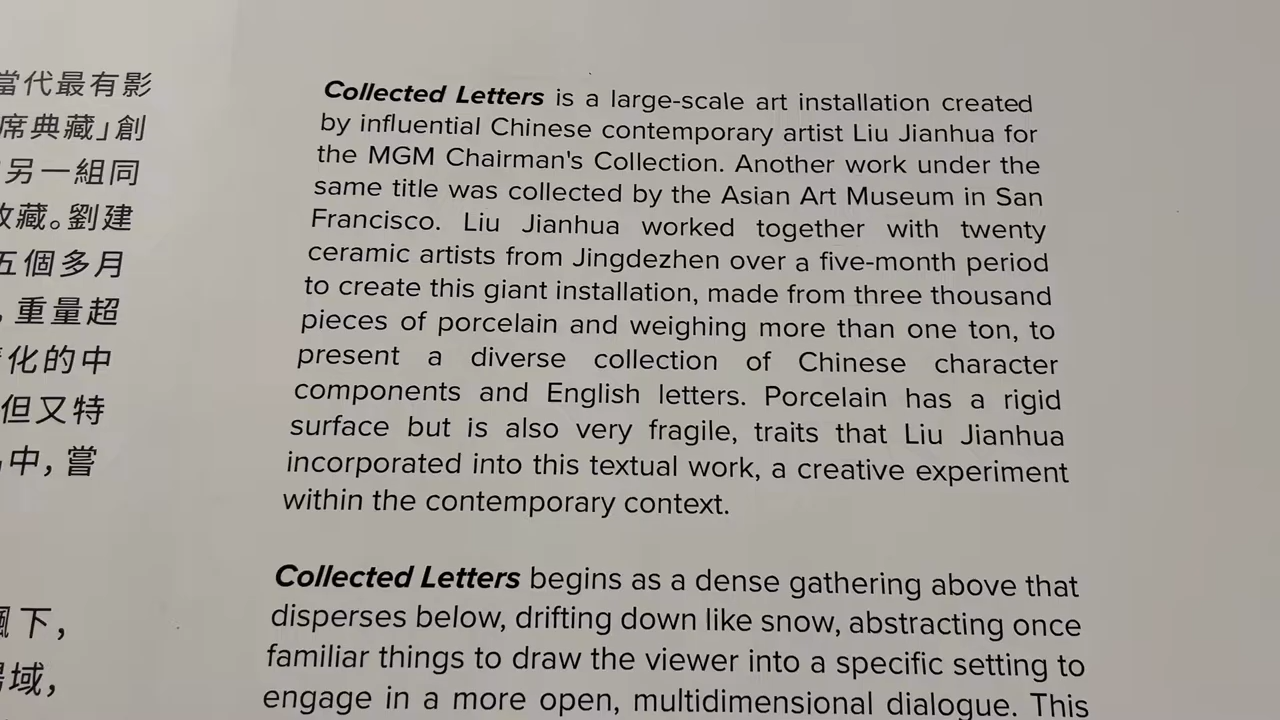 當代最有影
席典藏」創
另一組同
收藏。劉建
五個多月
，重量超
化的中
但又特
中，嘗
飄下，
場域，
Collected Letters is a large-scale art installation created
by influential Chinese contemporary artist Liu Jianhua for
the MGM Chairman's Collection. Another work under the
same title was collected by the Asian Art Museum in San
Francisco. Liu Jianhua worked together with twenty
ceramic artists from Jingdezhen over a five-month period
to create this giant installation, made from three thousand
pieces of porcelain and weighing more than one ton, to
present a diverse collection of Chinese character
components and English letters. Porcelain has a rigid
surface but is also very fragile, traits that Liu Jianhua
incorporated into this textual work, a creative experiment
within the contemporary context.
Collected Letters begins as a dense gathering above that
disperses below, drifting down like snow, abstracting once
familiar things to draw the viewer into a specific setting to
engage in a more open, multidimensional dialogue. This